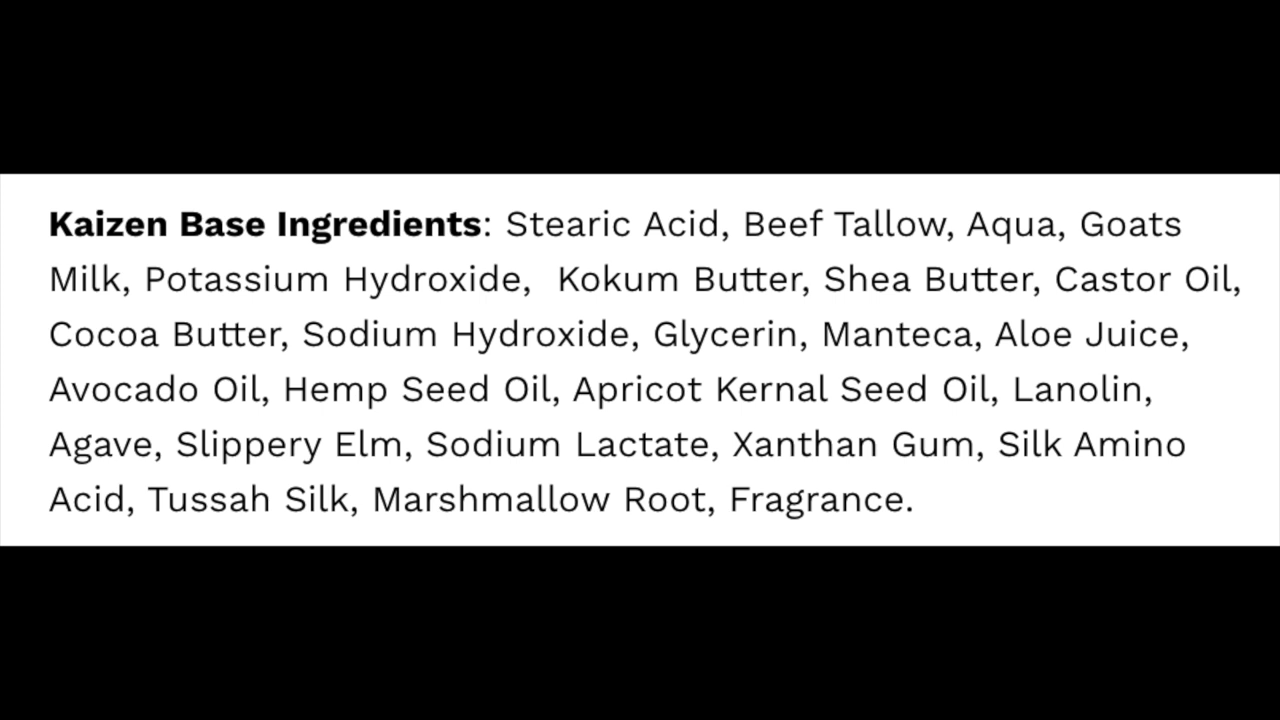 Kaizen Base Ingredients: Stearic Acid, Beef Tallow, Aqua, Goats
Milk, Potassium Hydroxide,  Kokum Butter, Shea Butter, Castor Oil,
Cocoa Butter, Sodium Hydroxide, Glycerin, Manteca, Aloe Juice,
Avocado Oil, Hemp Seed Oil, Apricot Kernal Seed Oil, Lanolin,
Agave, Slippery Elm, Sodium Lactate, Xanthan Gum, Silk Amino
Acid, Tussah Silk, Marshmallow Root, Fragrance.